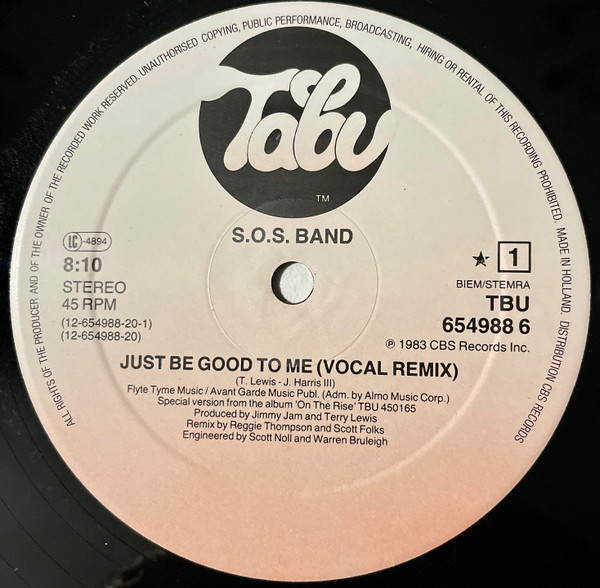 ALL RIGHTS OF THE PRODUCER AND OF THE OWNER OF THE RECORDED WORK RESERVED. UNAUTHORISED COPYING, PUBLIC PERFORMANCE, BROADCASTING, HIRING OR RENTAL OF THIS RECORDING PROHIBITED. MADE IN HOLLAND. DISTRIBUTION CBS RECORDS
Tabu
TM
S.O.S. BAND
LC-4894
8:10
STEREO
45 RPM
(12-654988-20-1)
(12-654988-20)
1
BIEM/STEMRA
TBU
654988 6
℗ 1983 CBS Records Inc.
JUST BE GOOD TO ME (VOCAL REMIX)
(T. Lewis - J. Harris III)
Flyte Tyme Music / Avant Garde Music Publ. (Adm. by Almo Music Corp.)
Special version from the album 'On The Rise' TBU 450165
Produced by Jimmy Jam and Terry Lewis
Remix by Reggie Thompson and Scott Folks
Engineered by Scott Noll and Warren Bruleigh